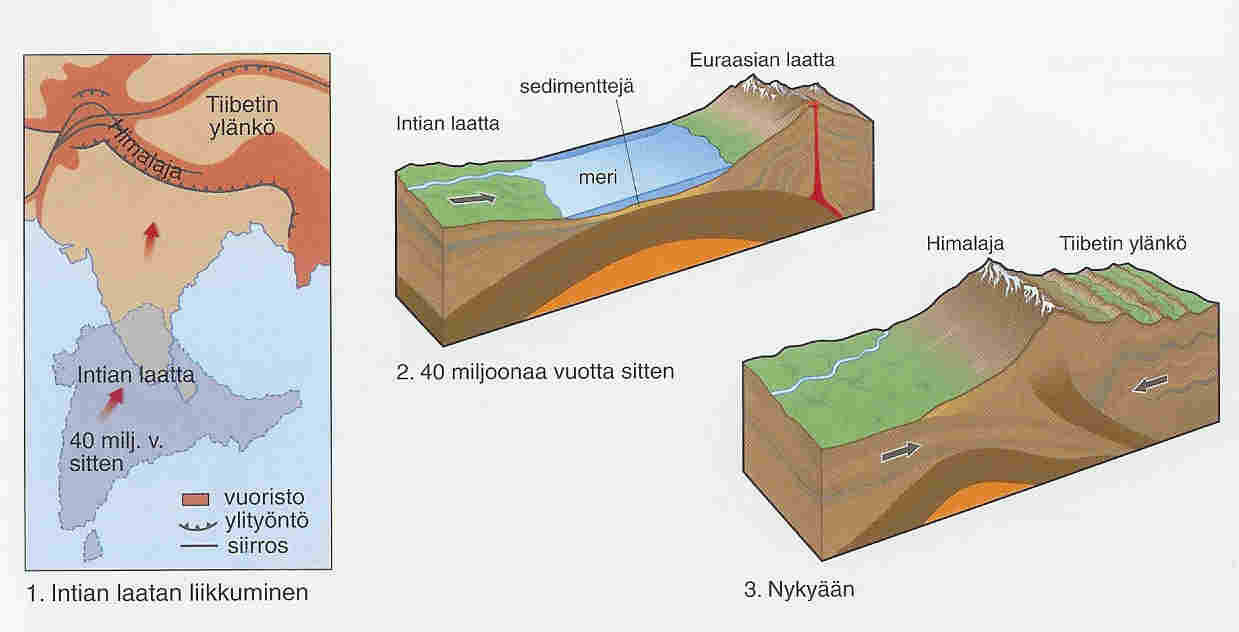 Tiibetin
ylänkö
Himalaja
Intian laatta
40 milj. v.
sitten
vuoristo
ylityöntö
siirros
1. Intian laatan liikkuminen
Euraasian laatta
sedimenttejä
Intian laatta
meri
2. 40 miljoonaa vuotta sitten
Himalaja
Tiibetin ylänkö
3. Nykyään